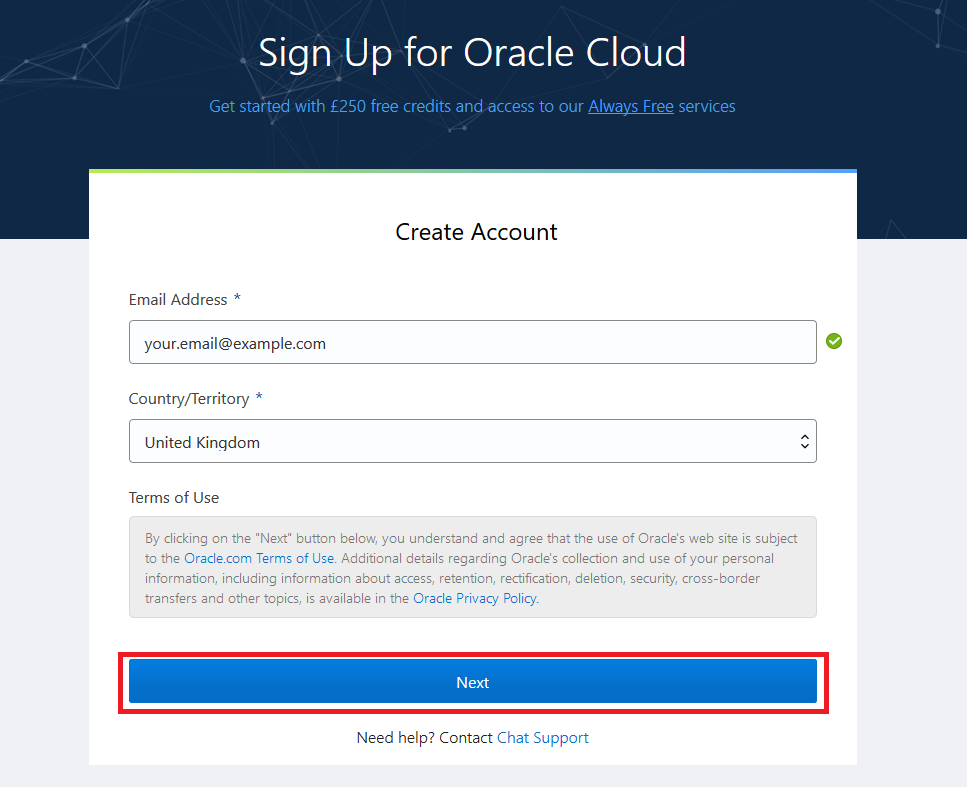 Sign Up for Oracle Cloud
Get started with £250 free credits and access to our Always Free services
Create Account
Email Address *
your.email@example.com
Country/Territory *
United Kingdom
Terms of Use
By clicking on the "Next" button below, you understand and agree that the use of Oracle's web site is subject
to the Oracle.com Terms of Use. Additional details regarding Oracle's collection and use of your personal
information, including information about access, retention, rectification, deletion, security, cross-border
transfers and other topics, is available in the Oracle Privacy Policy.
Next
Need help? Contact Chat Support